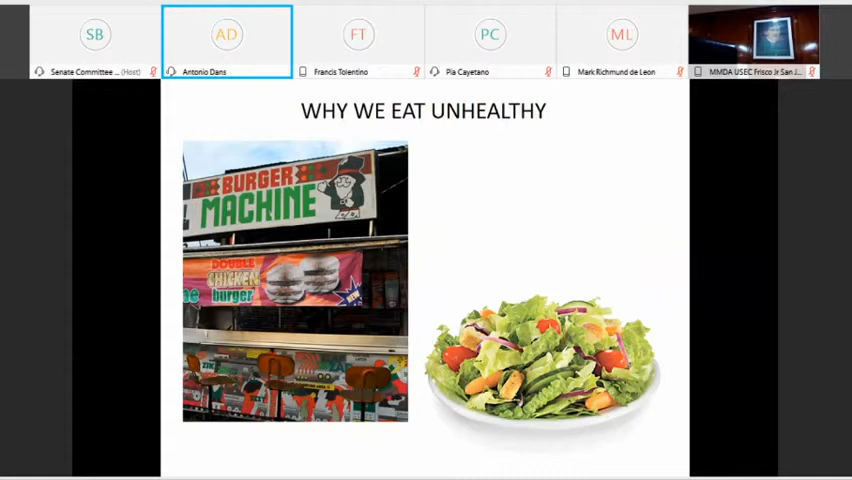 SB
AD
FT
PC
ML
Senate Committee ... (Host)
Antonio Dans
Francis Tolentino
Pia Cayetano
Mark Richmund de Leon
MMDA USEC Frisco Jr San J...
WHY WE EAT UNHEALTHY
BURGER
MACHINE
DOUBLE
CHICKEN
burger
NEW